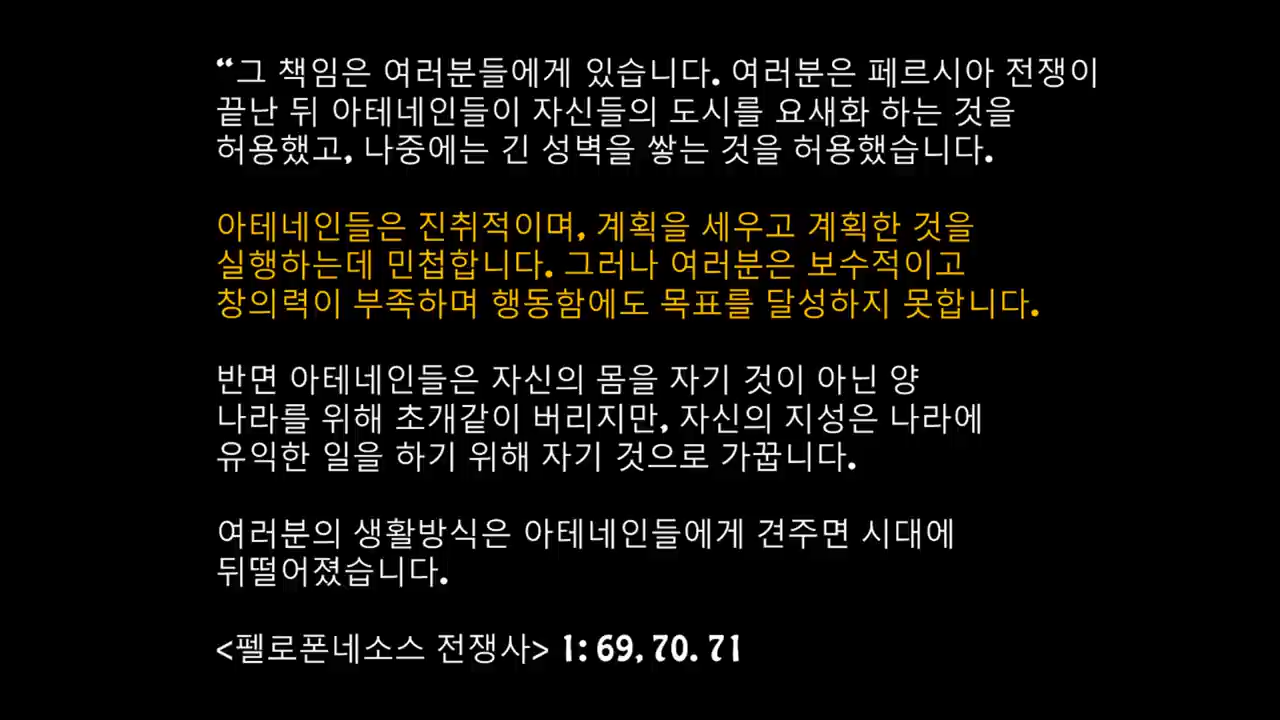 “그 책임은 여러분들에게 있습니다. 여러분은 페르시아 전쟁이
끝난 뒤 아테네인들이 자신들의 도시를 요새화 하는 것을
허용했고, 나중에는 긴 성벽을 쌓는 것을 허용했습니다.
아테네인들은 진취적이며, 계획을 세우고 계획한 것을
실행하는데 민첩합니다. 그러나 여러분은 보수적이고
창의력이 부족하며 행동함에도 목표를 달성하지 못합니다.
반면 아테네인들은 자신의 몸을 자기 것이 아닌 양
나라를 위해 초개같이 버리지만, 자신의 지성은 나라에
유익한 일을 하기 위해 자기 것으로 가꿉니다.
여러분의 생활방식은 아테네인들에게 견주면 시대에
뒤떨어졌습니다.
<펠로폰네소스 전쟁사> 1: 69, 70. 71